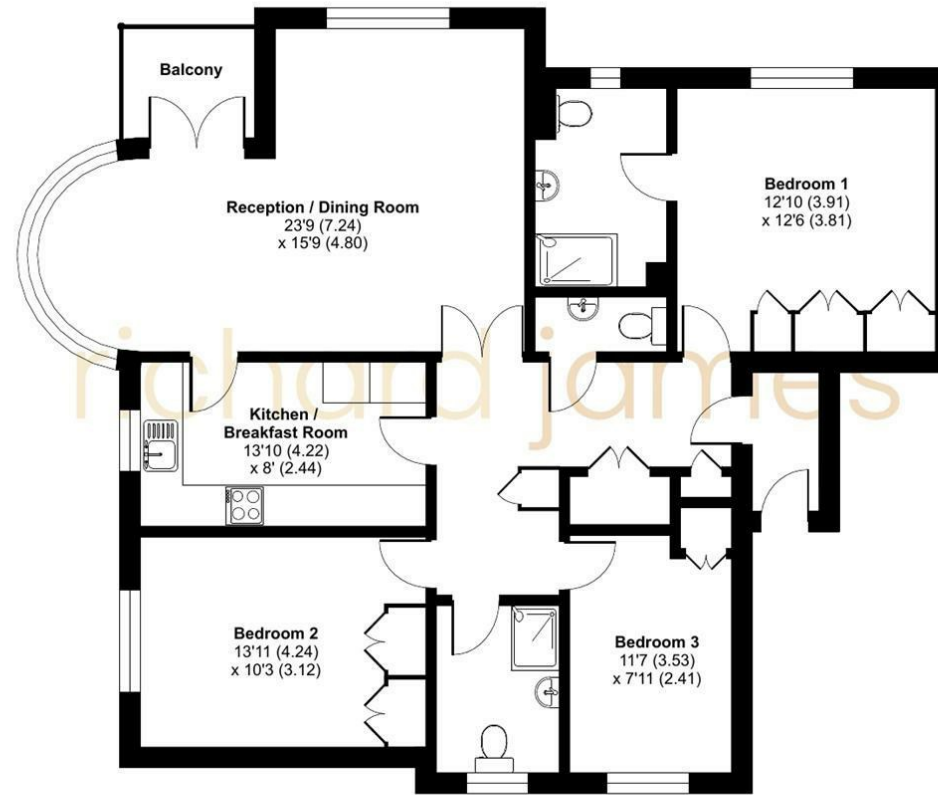 Balcony
Reception / Dining Room
23'9 (7.24)
x 15'9 (4.80)
Bedroom 1
12'10 (3.91)
x 12'6 (3.81)
richard james
Kitchen /
Breakfast Room
13'10 (4.22)
x 8' (2.44)
Bedroom 2
13'11 (4.24)
x 10'3 (3.12)
Bedroom 3
11'7 (3.53)
x 7'11 (2.41)